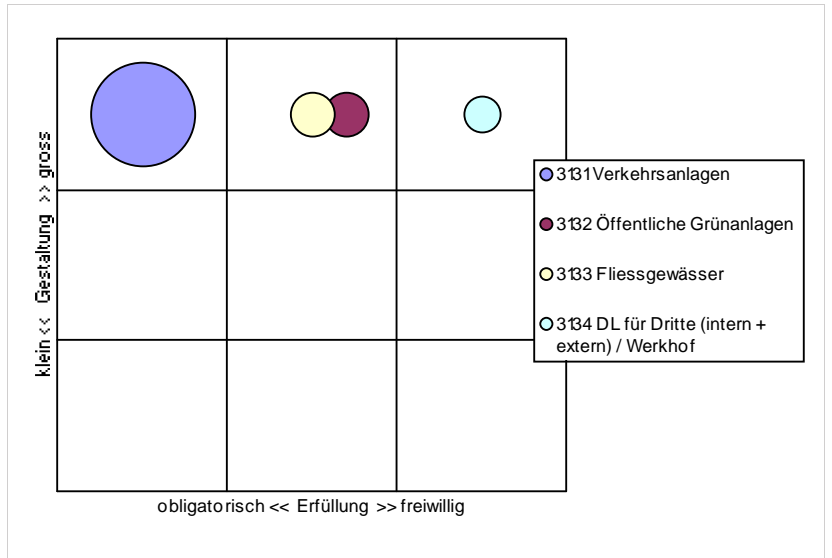 klein << Gestaltung >> gross
3131 Verkehrsanlagen
3132 Öffentliche Grünanlagen
3133 Fliessgewässer
3134 DL für Dritte (intern +
extern) / Werkhof
obligatorisch << Erfüllung >> freiwillig